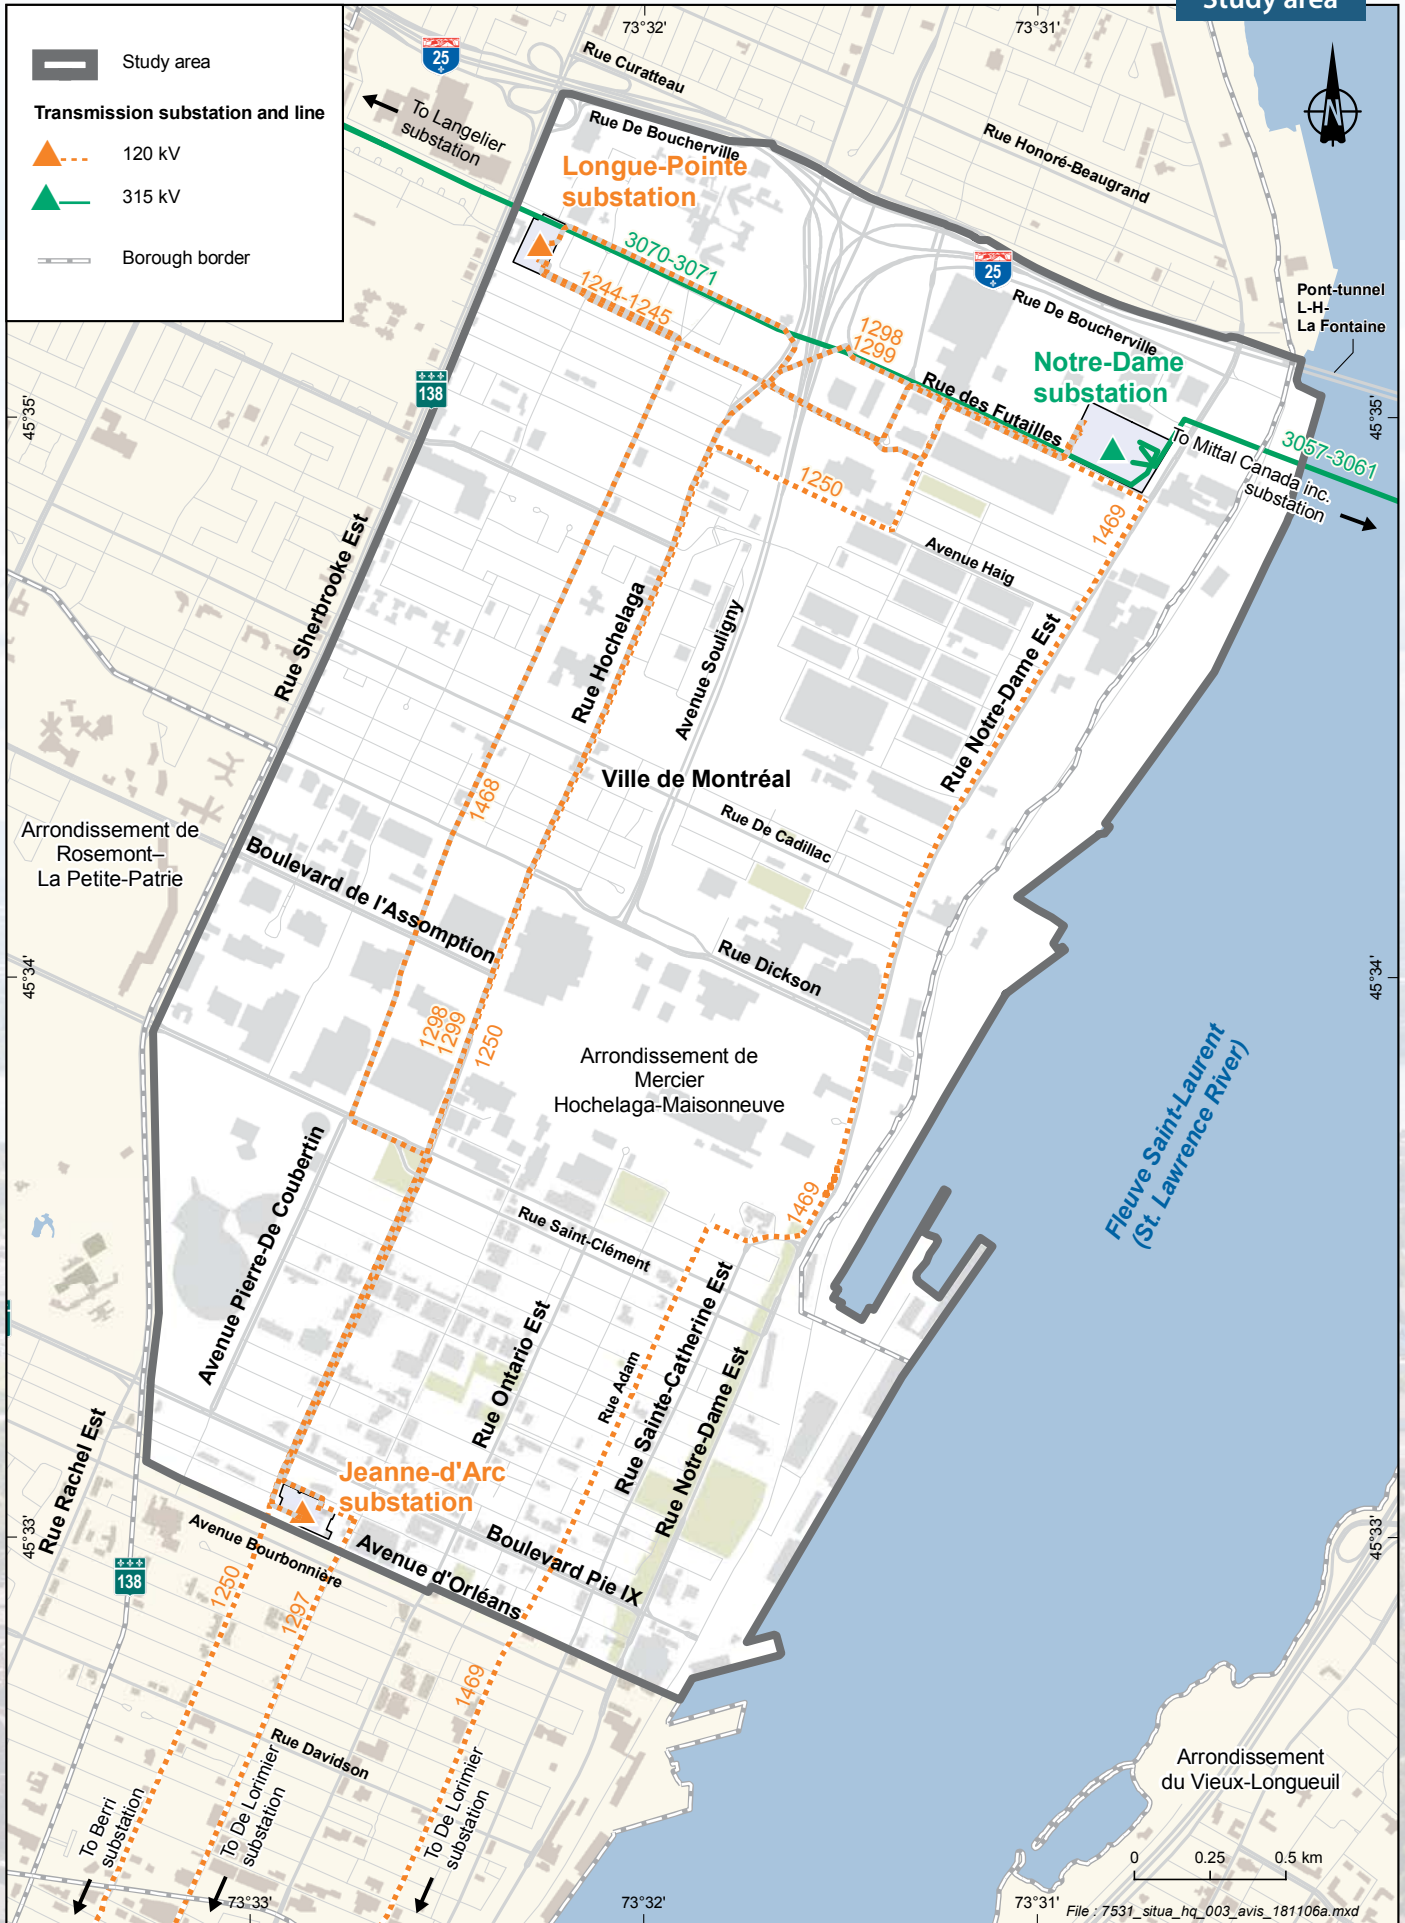 Study area
Study area
Transmission substation and line
120 kV
315 kV
Borough border
73°32'
73°31'
25
Rue Curatteau
To Langelier
substation
Rue De Boucherville
Rue Honoré-Beaugrand
Longue-Pointe
substation
3070-3071
1244-1245
25
Rue De Boucherville
Pont-tunnel
L-H-
La Fontaine
1298
1299
Notre-Dame
substation
Rue des Futailles
138
45°35'
45°35'
To Mittal Canada inc.
substation
3057-3061
1250
1469
Avenue Haig
Rue Sherbrooke Est
Rue Hochelaga
Avenue Souligny
Rue Notre-Dame Est
Ville de Montréal
1468
Rue De Cadillac
Arrondissement de
Rosemont–
La Petite-Patrie
Boulevard de l'Assomption
Rue Dickson
45°34'
45°34'
1298
1299
1250
Arrondissement de
Mercier
Hochelaga-Maisonneuve
Fleuve Saint-Laurent
(St. Lawrence River)
Avenue Pierre-De Coubertin
1469
Rue Saint-Clément
Rue Ontario Est
Rue Adam
Rue Sainte-Catherine Est
Rue Notre-Dame Est
Rue Rachel Est
Jeanne-d'Arc
substation
45°33'
45°33'
Avenue Bourbonnière
Avenue d'Orléans
Boulevard Pie IX
138
1250
1297
1469
Rue Davidson
To Berri
substation
To De Lorimier
substation
To De Lorimier
substation
Arrondissement
du Vieux-Longueuil
0 0.25 0.5 km
73°33'
73°32'
73°31'
File : 7531_situa_hq_003_avis_181106a.mxd